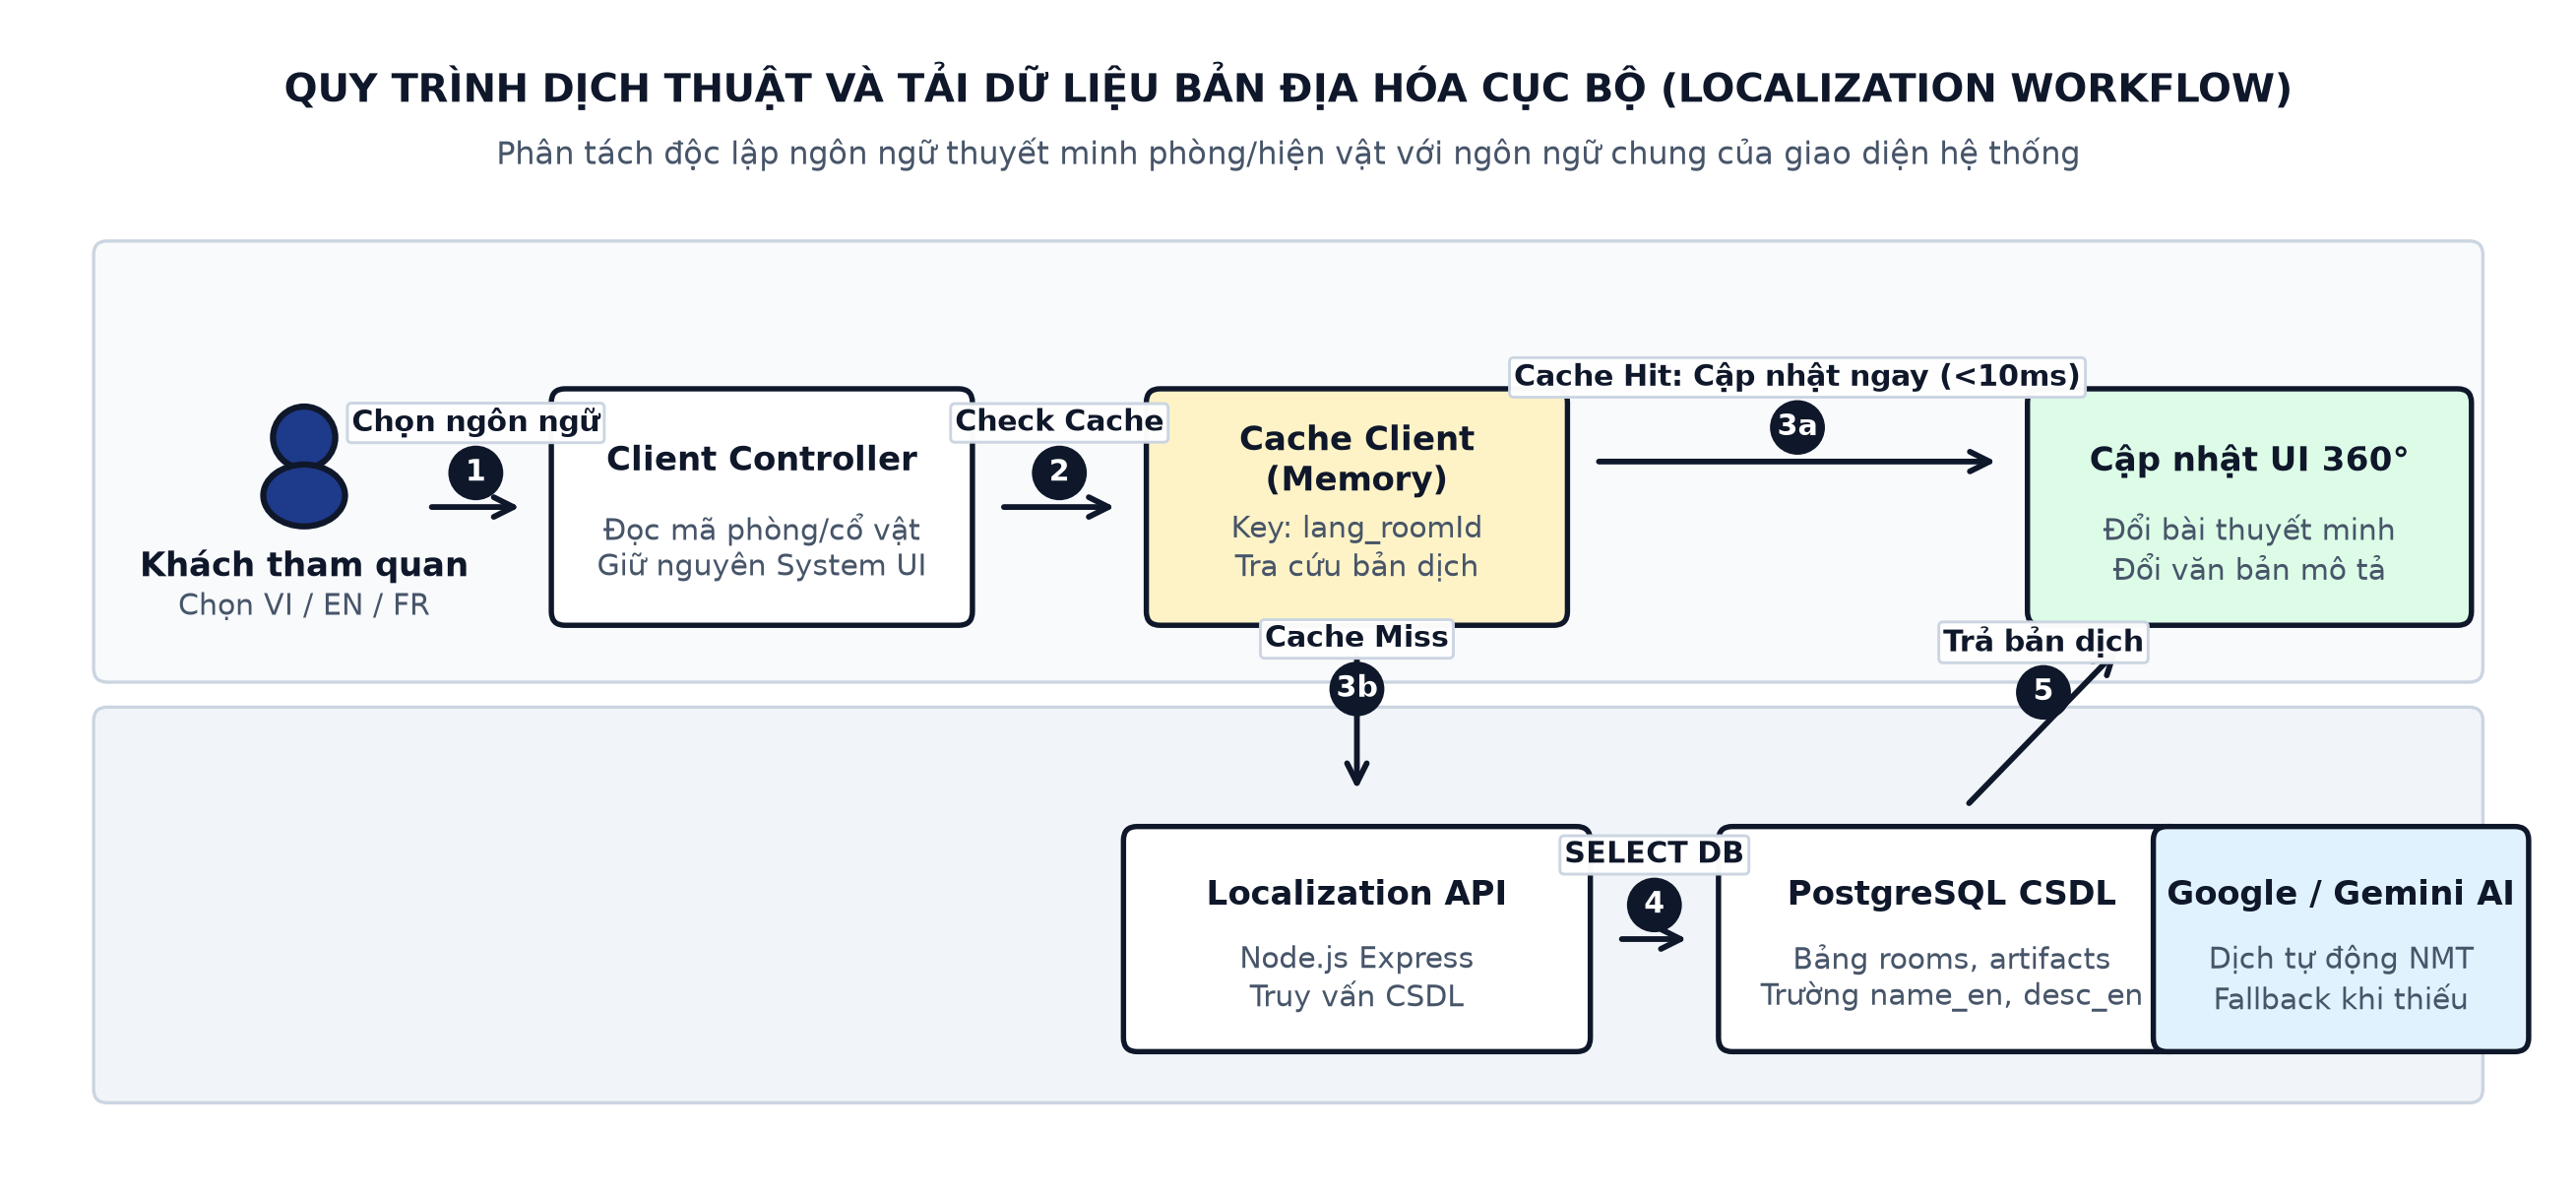 QUY TRÌNH DỊCH THUẬT VÀ TẢI DỮ LIỆU BẢN ĐỊA HÓA CỤC BỘ (LOCALIZATION WORKFLOW)
Phân tách độc lập ngôn ngữ thuyết minh phòng/hiện vật với ngôn ngữ chung của giao diện hệ thống
Chọn ngôn ngữ
1
Khách tham quan
Chọn VI / EN / FR
Client Controller
Đọc mã phòng/cổ vật
Giữ nguyên System UI
Check Cache
2
Cache Client
(Memory)
Key: lang_roomId
Tra cứu bản dịch
Cache Hit: Cập nhật ngay (<10ms)
3a
Cập nhật UI 360°
Đổi bài thuyết minh
Đổi văn bản mô tả
Cache Miss
3b
Trả bản dịch
5
Localization API
Node.js Express
Truy vấn CSDL
SELECT DB
4
PostgreSQL CSDL
Bảng rooms, artifacts
Trường name_en, desc_en
Google / Gemini AI
Dịch tự động NMT
Fallback khi thiếu